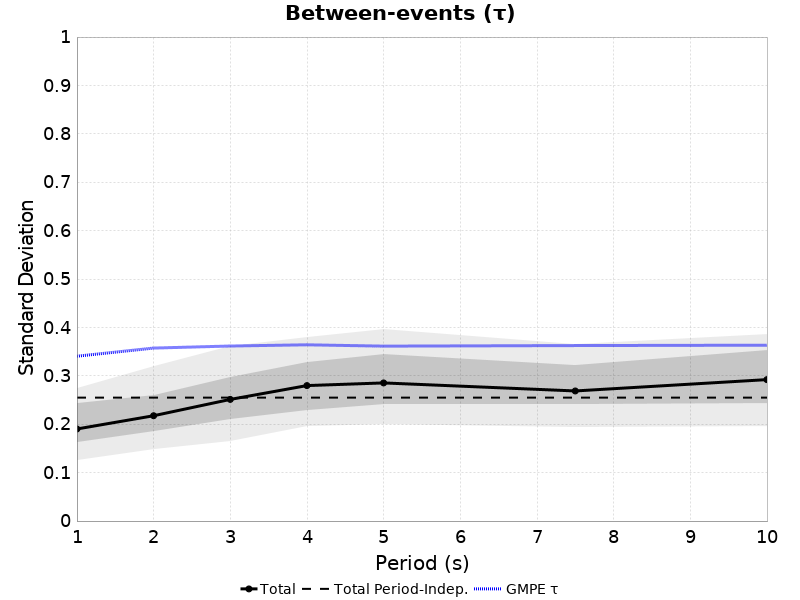 Between-events (τ)
Standard Deviation
1
0.9
0.8
0.7
0.6
0.5
0.4
0.3
0.2
0.1
0
1 2 3 4 5 6 7 8 9 10
Period (s)
Total Total Period-Indep. GMPE τ